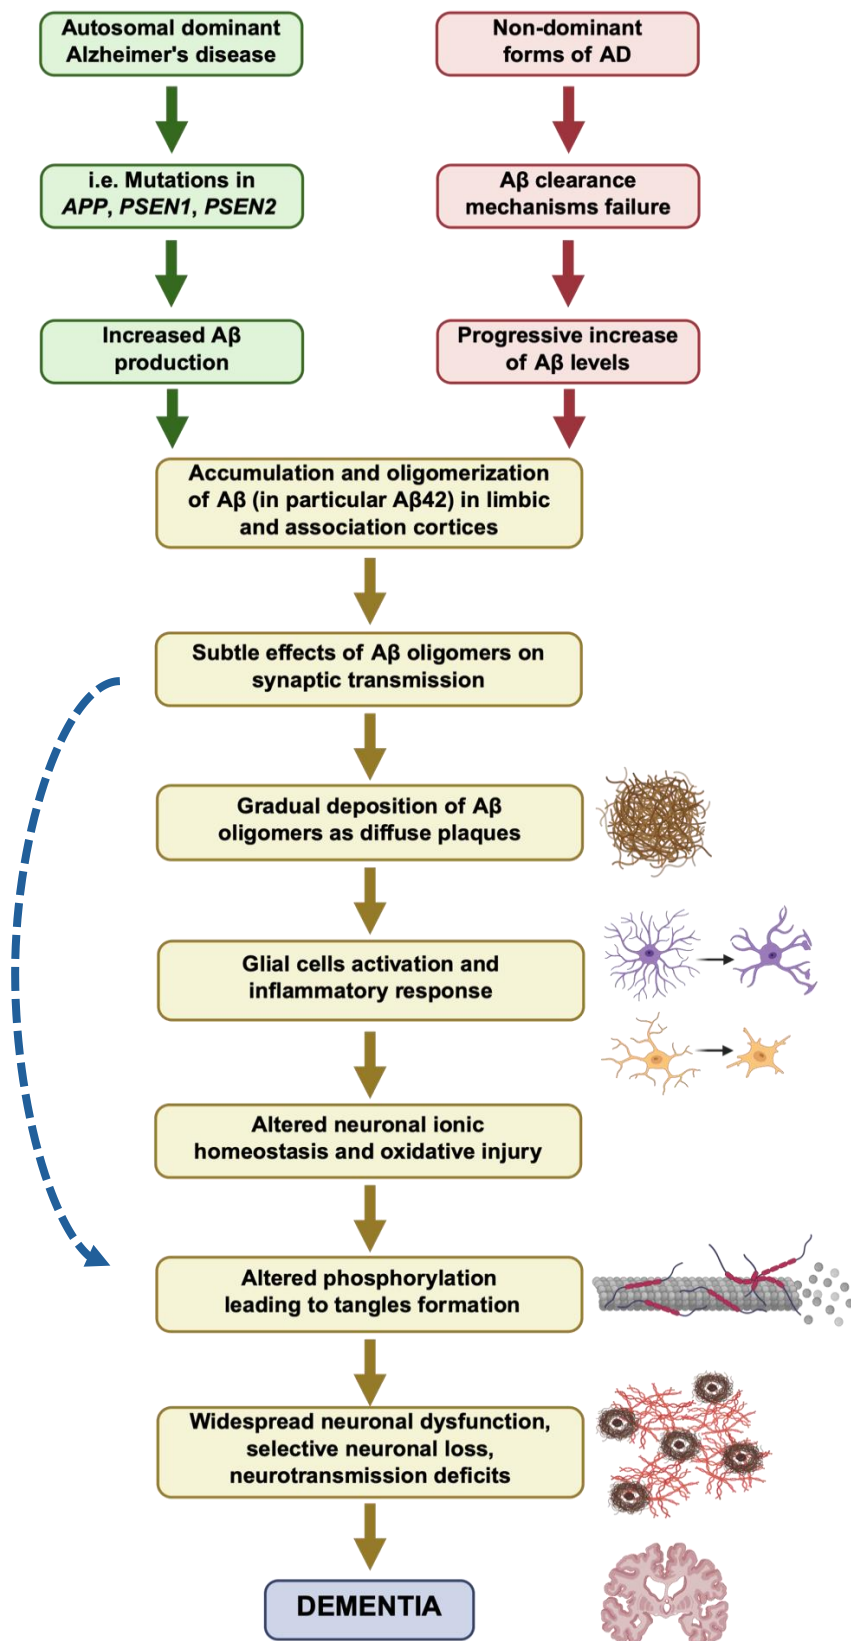 Autosomal dominant
Alzheimer's disease
Non-dominant
forms of AD
i.e. Mutations in
APP, PSEN1, PSEN2
Aβ clearance
mechanisms failure
Increased Aβ
production
Progressive increase
of Aβ levels
Accumulation and oligomerization
of Aβ (in particular Aβ42) in limbic
and association cortices
Subtle effects of Aβ oligomers on
synaptic transmission
Gradual deposition of Aβ
oligomers as diffuse plaques
Glial cells activation and
inflammatory response
Altered neuronal ionic
homeostasis and oxidative injury
Altered phosphorylation
leading to tangles formation
Widespread neuronal dysfunction,
selective neuronal loss,
neurotransmission deficits
DEMENTIA